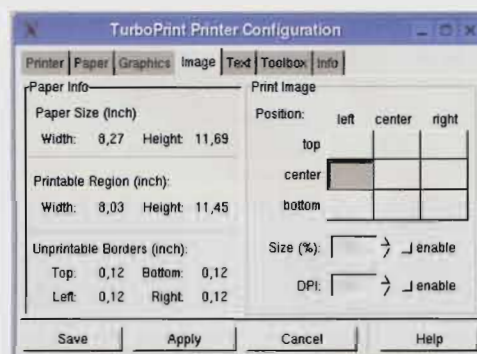 TurboPrint Printer Configuration
Printer Paper Graphics Image Text Toolbox Info
Paper Info
Paper Size (Inch)
Width: 8,27 Height: 11,69
Printable Region (inch):
Width: 8,03 Height: 11,45
Unprintable Borders (inch):
Top: 0,12 Bottom: 0,12
Left: 0,12 Right: 0,12
Print Image
Position: left center right
top
center
bottom
Size (%): enable
DPI: enable
Save Apply Cancel Help